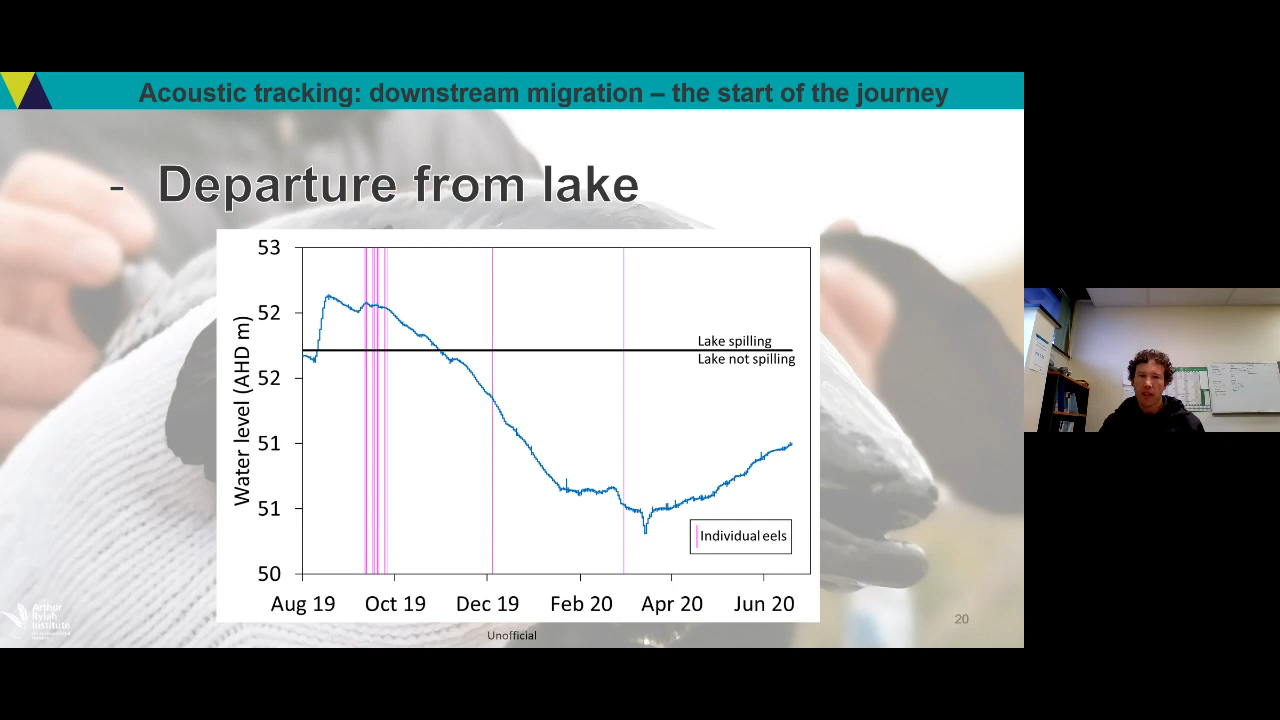 Acoustic tracking: downstream migration – the start of the journey
- Departure from lake
53
52
52
51
51
50
Water level (AHD m)
Lake spilling
Lake not spilling
Individual eels
Aug 19 Oct 19 Dec 19 Feb 20 Apr 20 Jun 20
Arthur
Rylah
Institute
20
Unofficial